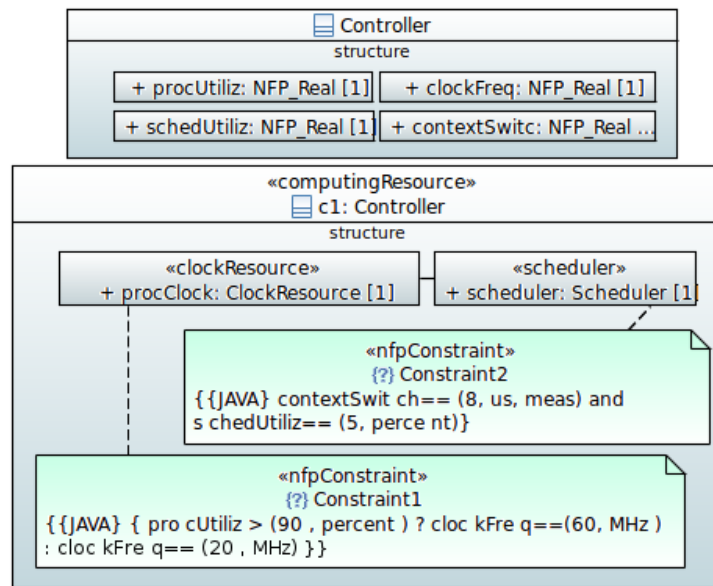 Controller
structure
+ procUtiliz: NFP_Real [1]
+ clockFreq: NFP_Real [1]
+ schedUtiliz: NFP_Real [1]
+ contextSwitc: NFP_Real ...
«computingResource»
c1: Controller
structure
«clockResource»
+ procClock: ClockResource [1]
«scheduler»
+ scheduler: Scheduler [1]
«nfpConstraint»
{?} Constraint2
{{JAVA} contextSwit ch== (8, us, meas) and
s chedUtiliz== (5, perce nt)}
«nfpConstraint»
{?} Constraint1
{{JAVA} { pro cUtiliz > (90 , percent ) ? cloc kFre q==(60, MHz )
: cloc kFre q== (20 , MHz) }}